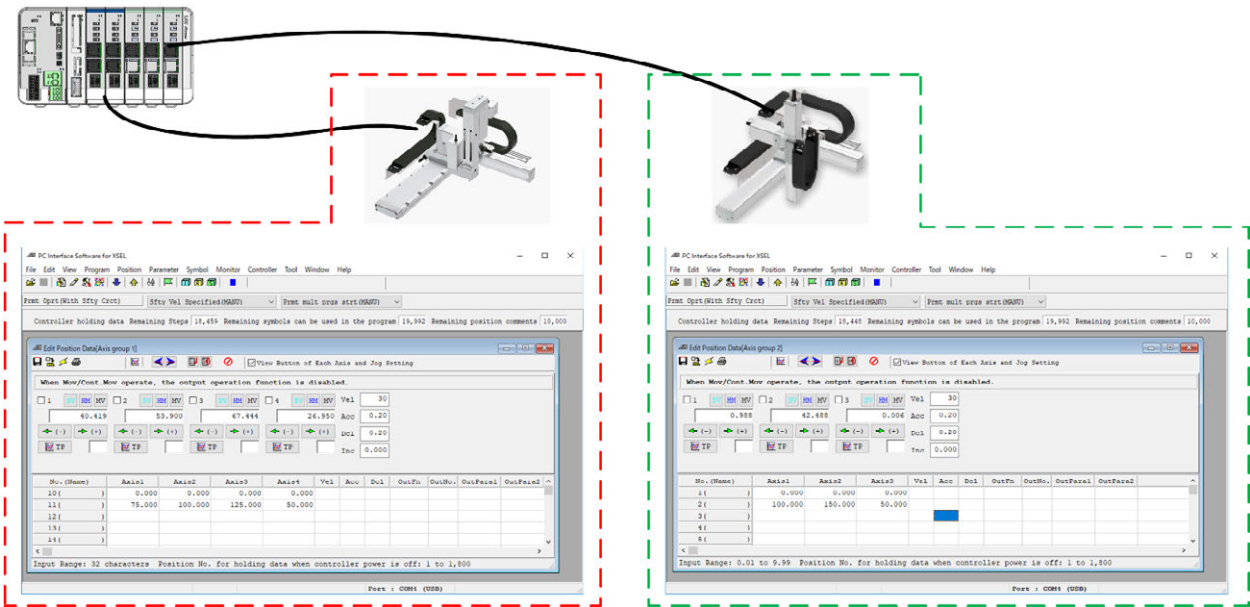 PC Interface Software for XSEL
File Edit View Program Position Parameter Symbol Monitor Controller Tool Window Help
Prmt Oprt(With Sfty Crct) Sfty Vel Specified(MANU) Prmt mult prgs strt(MANU)
Controller holding data Remaining Steps 18,459 Remaining symbols can be used in the program 19,992 Remaining position comments 10,000
Edit Position Data[Axis group 1]
View Button of Each Axis and Jog Setting
When Mov/Cont.Mov operate, the output operation function is disabled.
1 SV HM MV 2 SV HM MV 3 SV HM MV 4 SV HM MV Vel 30
40.419 53.900 67.444 26.950 Acc 0.20
(-) (+) (-) (+) (-) (+) (-) (+) Dcl 0.20
TP TP TP TP Inc 0.000
No.(Name) Axis1 Axis2 Axis3 Axis4 Vel Acc Dcl OutFn OutNo. OutPara1 OutPara2
10( ) 0.000 0.000 0.000 0.000
11( ) 75.000 100.000 125.000 50.000
12( )
13( )
14( )
Input Range: 32 characters Position No. for holding data when controller power is off: 1 to 1,800
Port : COM4 (USB)
PC Interface Software for XSEL
File Edit View Program Position Parameter Symbol Monitor Controller Tool Window Help
Prmt Oprt(With Sfty Crct) Sfty Vel Specified(MANU) Prmt mult prgs strt(MANU)
Controller holding data Remaining Steps 18,448 Remaining symbols can be used in the program 19,992 Remaining position comments 10,000
Edit Position Data[Axis group 2]
View Button of Each Axis and Jog Setting
When Mov/Cont.Mov operate, the output operation function is disabled.
1 SV HM MV 2 SV HM MV 3 SV HM MV Vel 30
0.988 42.488 0.006 Acc 0.20
(-) (+) (-) (+) (-) (+) Dcl 0.20
TP TP TP Inc 0.000
No.(Name) Axis1 Axis2 Axis3 Vel Acc Dcl OutFn OutNo. OutPara1 OutPara2
1( ) 0.000 0.000 0.000
2( ) 100.000 150.000 50.000
3( )
4( )
5( )
Input Range: 0.01 to 9.99 Position No. for holding data when controller power is off: 1 to 1,800
Port : COM4 (USB)